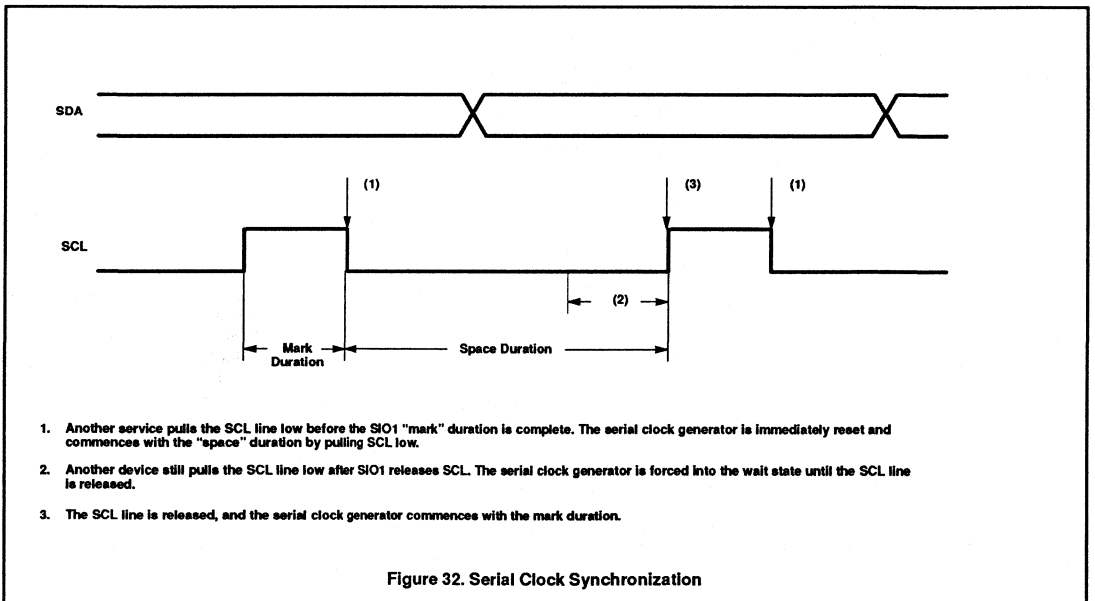 SDA
(1)
(3)
(1)
SCL
(2)
Mark
Duration
Space Duration
1. Another service pulls the SCL line low before the SIO1 "mark" duration is complete. The serial clock generator is immediately reset and
commences with the "space" duration by pulling SCL low.
2. Another device still pulls the SCL line low after SIO1 releases SCL. The serial clock generator is forced into the wait state until the SCL line
is released.
3. The SCL line is released, and the serial clock generator commences with the mark duration.
Figure 32. Serial Clock Synchronization